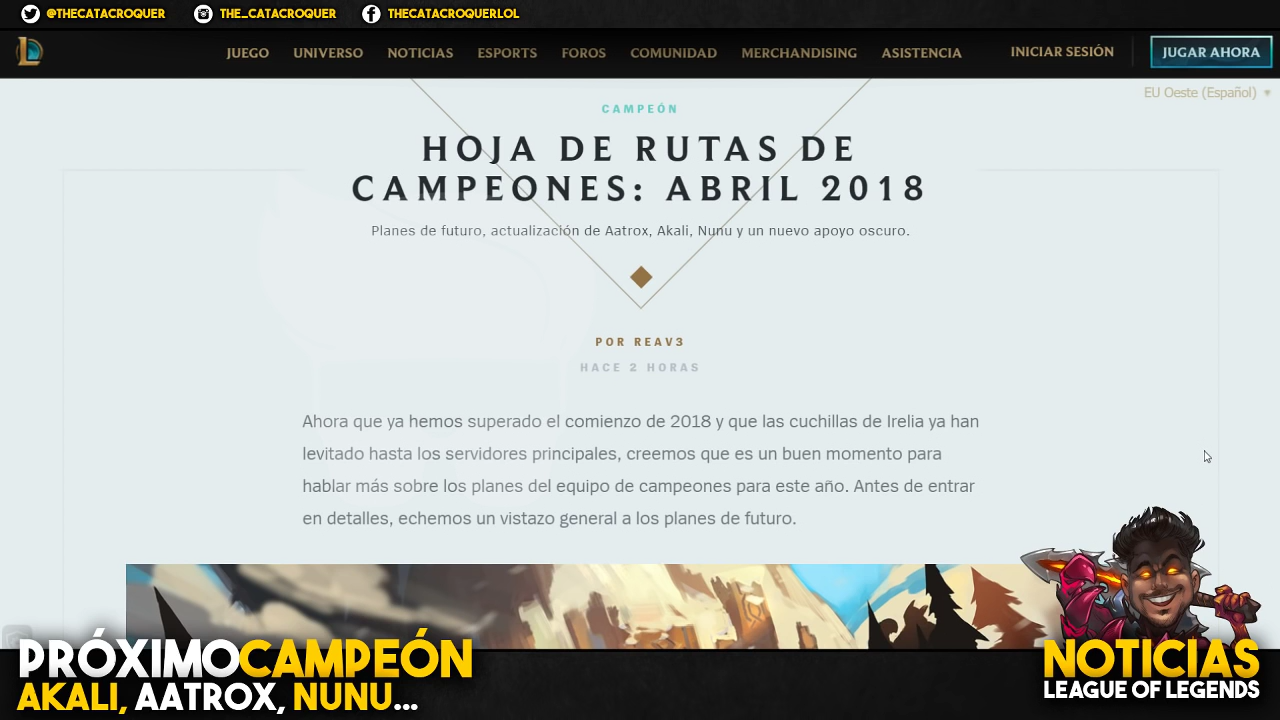 @THECATACROQUER THE_CATACROQUER THECATACROQUERLOL
JUEGO UNIVERSO NOTICIAS ESPORTS FOROS COMUNIDAD MERCHANDISING ASISTENCIA INICIAR SESIÓN JUGAR AHORA
EU Oeste (Español)
CAMPEÓN
HOJA DE RUTAS DE
CAMPEONES: ABRIL 2018
Planes de futuro, actualización de Aatrox, Akali, Nunu y un nuevo apoyo oscuro.
POR REAV3
HACE 2 HORAS
Ahora que ya hemos superado el comienzo de 2018 y que las cuchillas de Irelia ya han
levitado hasta los servidores principales, creemos que es un buen momento para
hablar más sobre los planes del equipo de campeones para este año. Antes de entrar
en detalles, echemos un vistazo general a los planes de futuro.
PRÓXIMOCAMPEÓN
AKALI, AATROX, NUNU...
NOTICIAS
LEAGUE OF LEGENDS